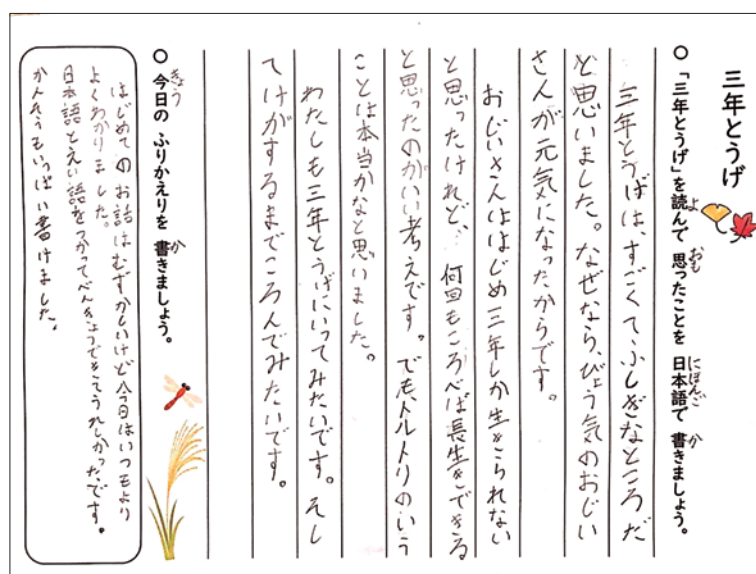 三年とうげ
○「三年とうげ」を読んで 思ったことを 日本語で 書きましょう。
よ
おも
にほんご
か
三年とうげは、すごくてふしぎなところだ
と思いました。なぜなら、びょう気のおじい
さんが元気になったからです。
おじいさんははじめ三年しか生きられない
と思ったけれど、何回もころべば長生きできる
と思ったのがいい考えです。でも、トルトリのいう
ことは本当かなと思いました。
わたしも三年とうげにいってみたいです。そし
てけがするまでころんでみたいです。
○ 今日の ふりかえりを 書きましょう。
きょう
か
はじめてのお話はむずかしいけど今日はいつもより
よくわかりました。
日本語とえい語をつかってべんきょうできてうれしかったです。
かんそうもいっぱい書けました。